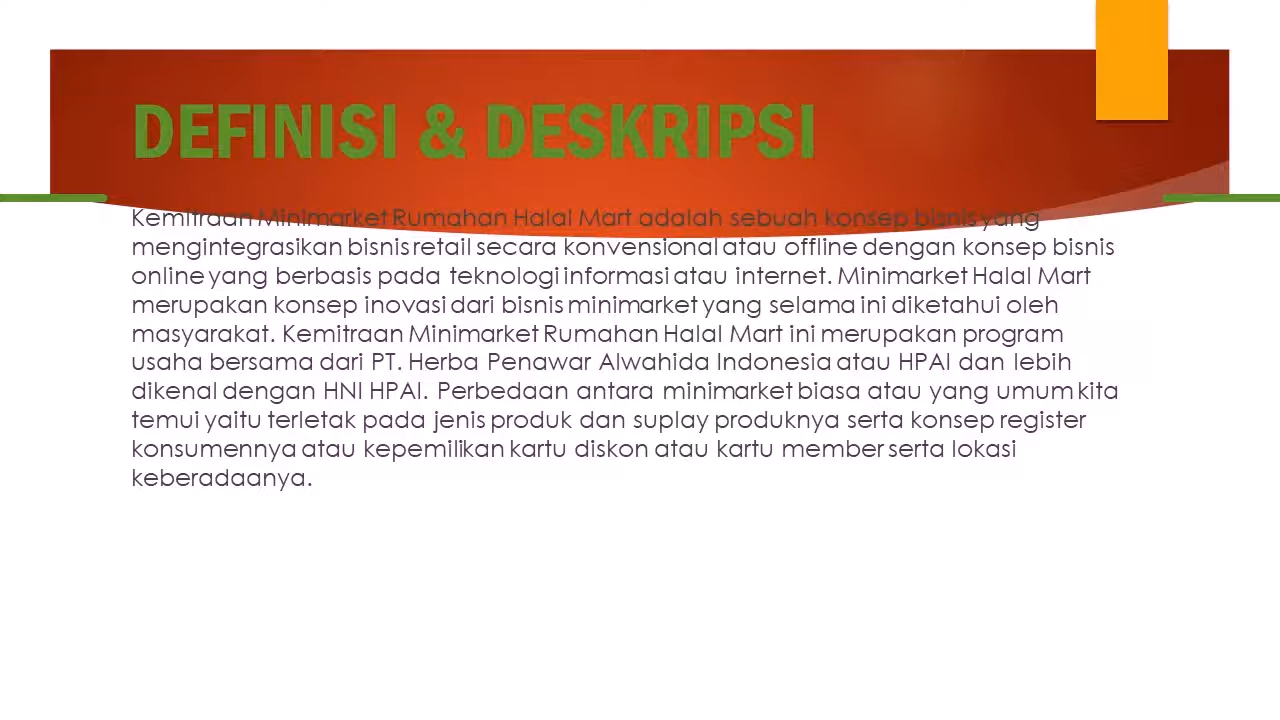 DEFINISI & DESKRIPSI
Kemitraan Minimarket Rumahan Halal Mart adalah sebuah konsep bisnis yang
mengintegrasikan bisnis retail secara konvensional atau offline dengan konsep bisnis
online yang berbasis pada teknologi informasi atau internet. Minimarket Halal Mart
merupakan konsep inovasi dari bisnis minimarket yang selama ini diketahui oleh
masyarakat. Kemitraan Minimarket Rumahan Halal Mart ini merupakan program
usaha bersama dari PT. Herba Penawar Alwahida Indonesia atau HPAI dan lebih
dikenal dengan HNI HPAI. Perbedaan antara minimarket biasa atau yang umum kita
temui yaitu terletak pada jenis produk dan suplay produknya serta konsep register
konsumennya atau kepemilikan kartu diskon atau kartu member serta lokasi
keberadaanya.